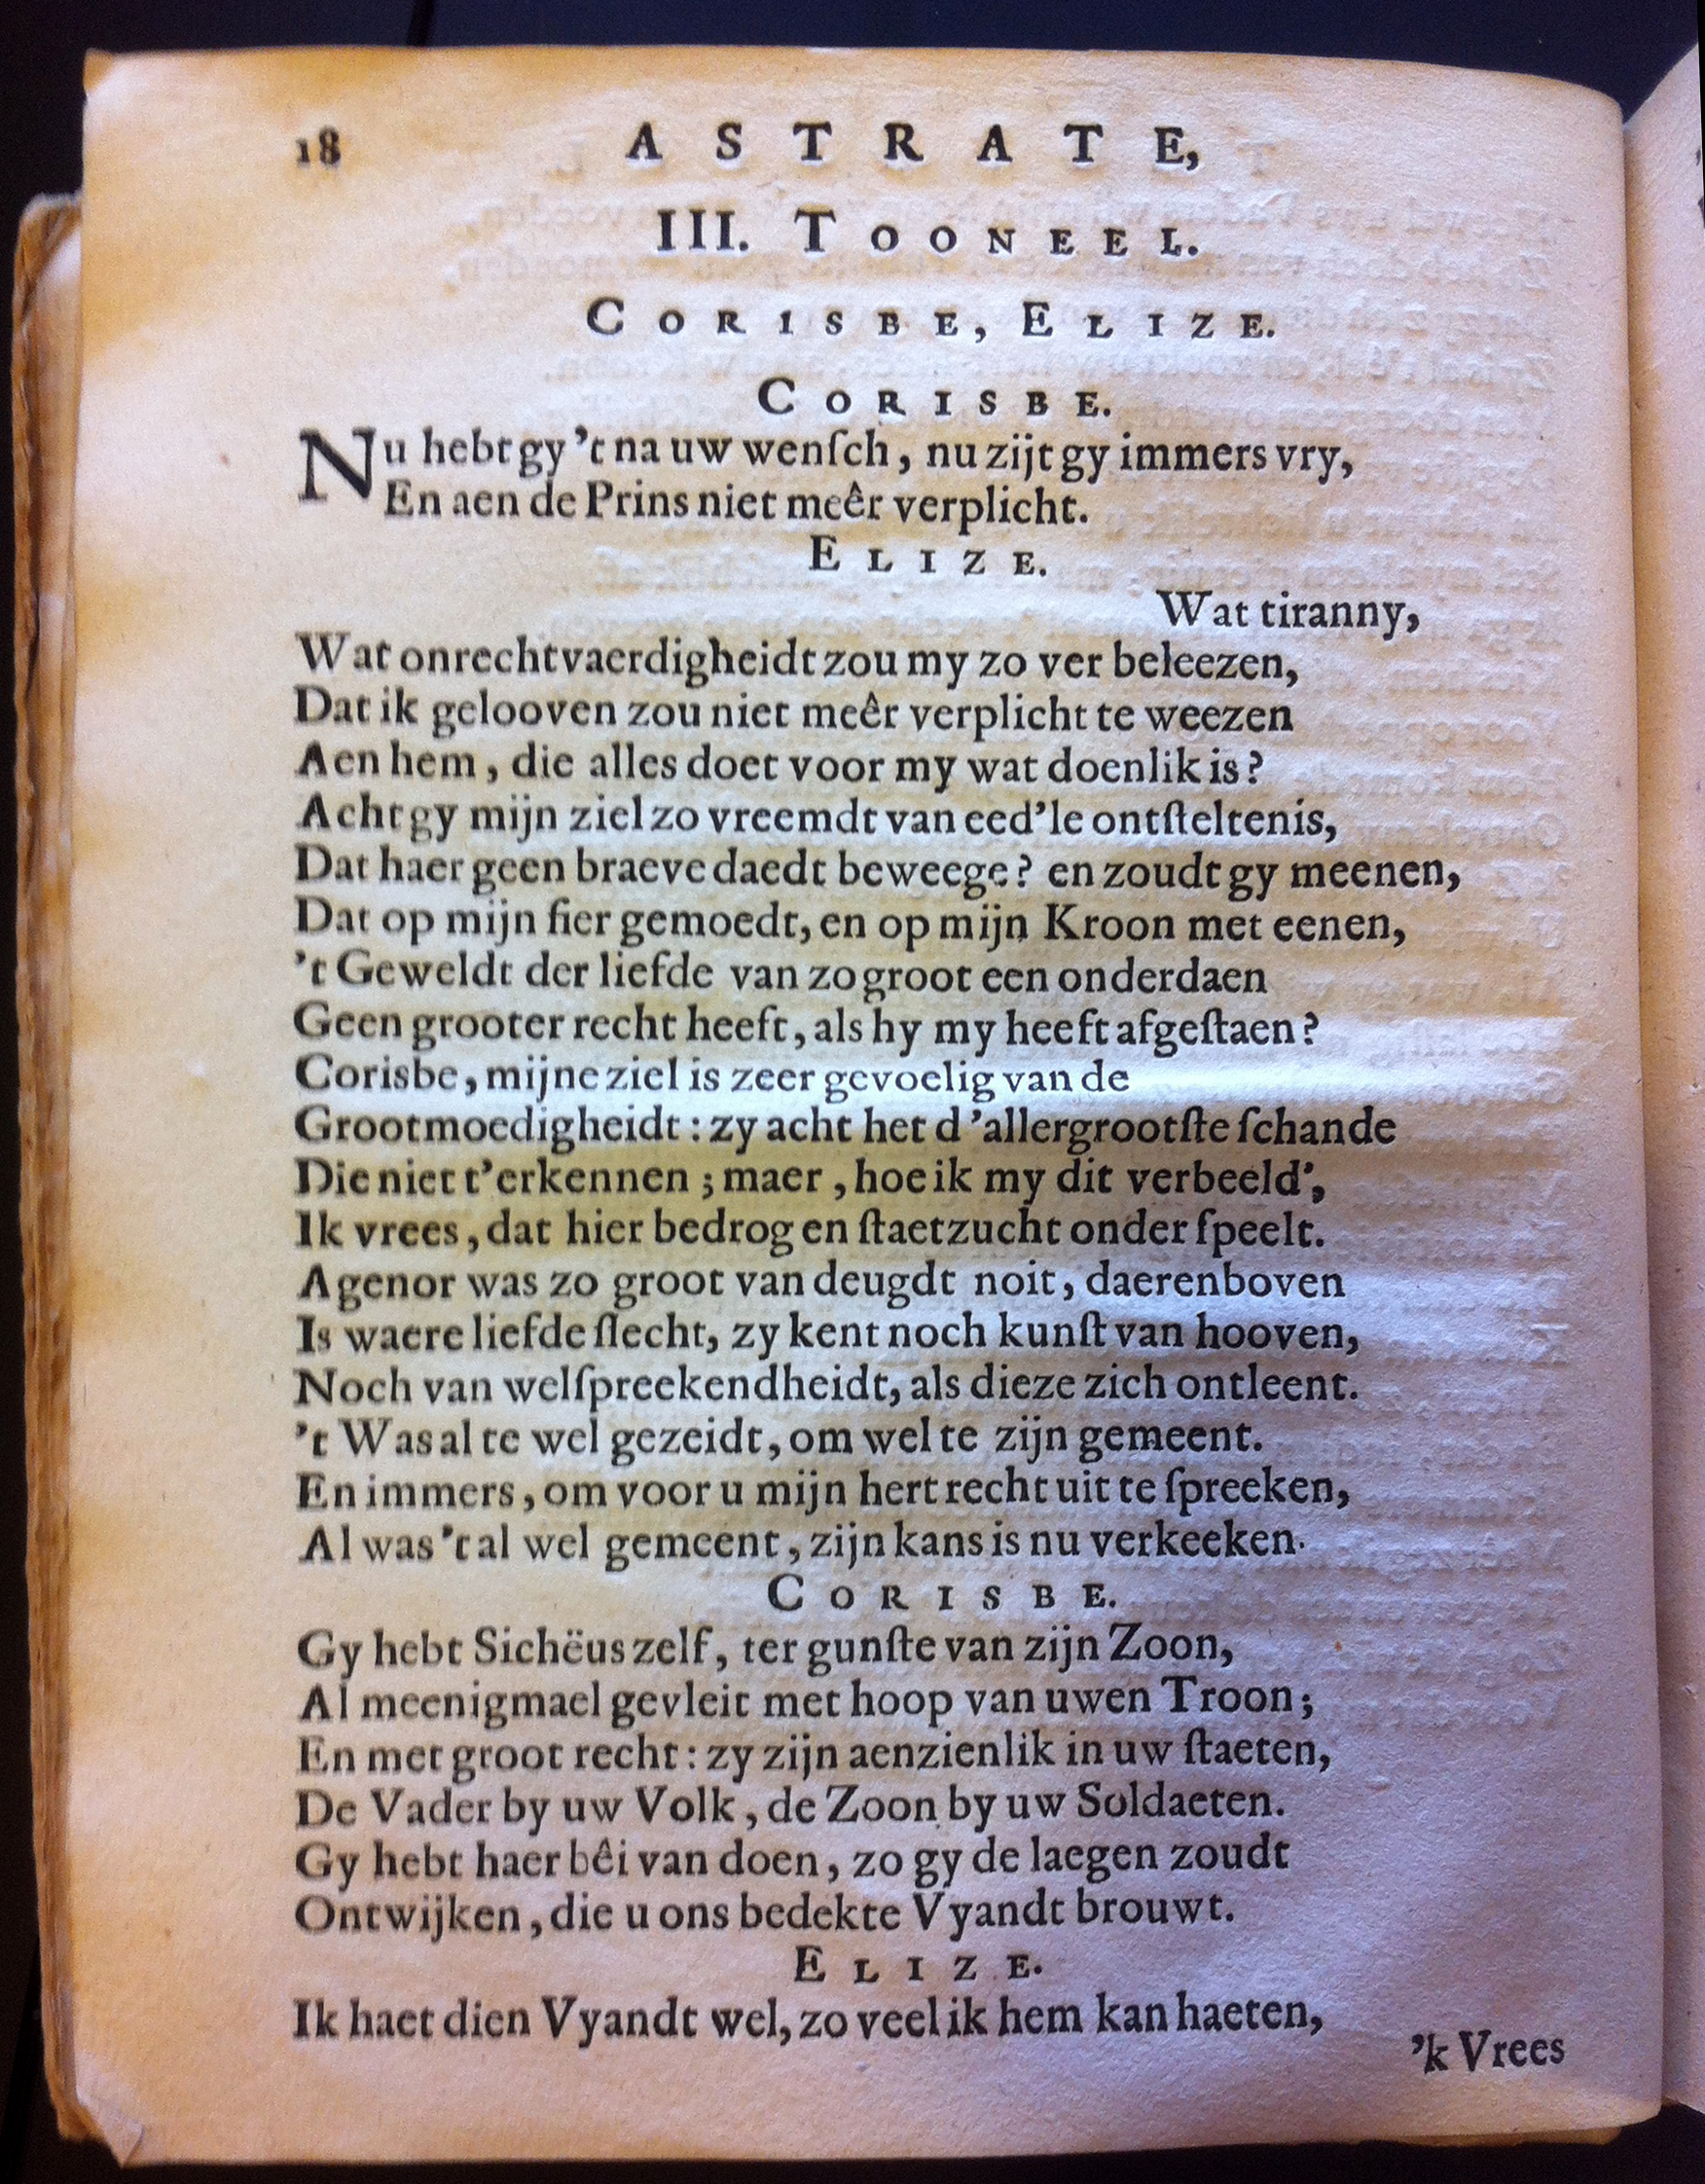 18 ASTRATE,
III. TOONEEL.
CORISBE, ELIZE.
CORISBE.
Nu hebt gy 't na uw wenſch, nu zijt gy immers vry,
En aen de Prins niet meêr verplicht.
ELIZE.
Wat tiranny,
Wat onrechtvaerdigheidt zou my zo ver beleezen,
Dat ik gelooven zou niet meêr verplicht te weezen
Aen hem, die alles doet voor my wat doenlik is?
Acht gy mijn ziel zo vreemdt van eed'le ontſteltenis,
Dat haer geen braeve daedt beweege? en zoudt gy meenen,
Dat op mijn fier gemoedt, en op mijn Kroon met eenen,
't Geweldt der liefde van zo groot een onderdaen
Geen grooter recht heeft, als hy my heeft afgeſtaen?
Corisbe, mijne ziel is zeer gevoelig van de
Grootmoedigheidt: zy acht het d'allergrootſte ſchande
Die niet t'erkennen; maer, hoe ik my dit verbeeld',
Ik vrees, dat hier bedrog en ſtaetzucht onder ſpeelt.
Agenor was zo groot van deugdt noit, daerenboven
Is waere liefde ſlecht, zy kent noch kunſt van hooven,
Noch van welſpreekendheidt, als dieze zich ontleent.
't Was al te wel gezeidt, om wel te zijn gemeent.
En immers, om voor u mijn hert recht uit te ſpreeken,
Al was 't al wel gemeent, zijn kans is nu verkeeken.
CORISBE.
Gy hebt Sichëus zelf, ter gunſte van zijn Zoon,
Al meenigmael gevleit met hoop van uwen Troon;
En met groot recht: zy zijn aenzienlik in uw ſtaeten,
De Vader by uw Volk, de Zoon by uw Soldaeten.
Gy hebt haer bêi van doen, zo gy de laegen zoudt
Ontwijken, die u ons bedekte Vyandt brouwt.
ELIZE.
Ik haet dien Vyandt wel, zo veel ik hem kan haeten,
'k Vrees